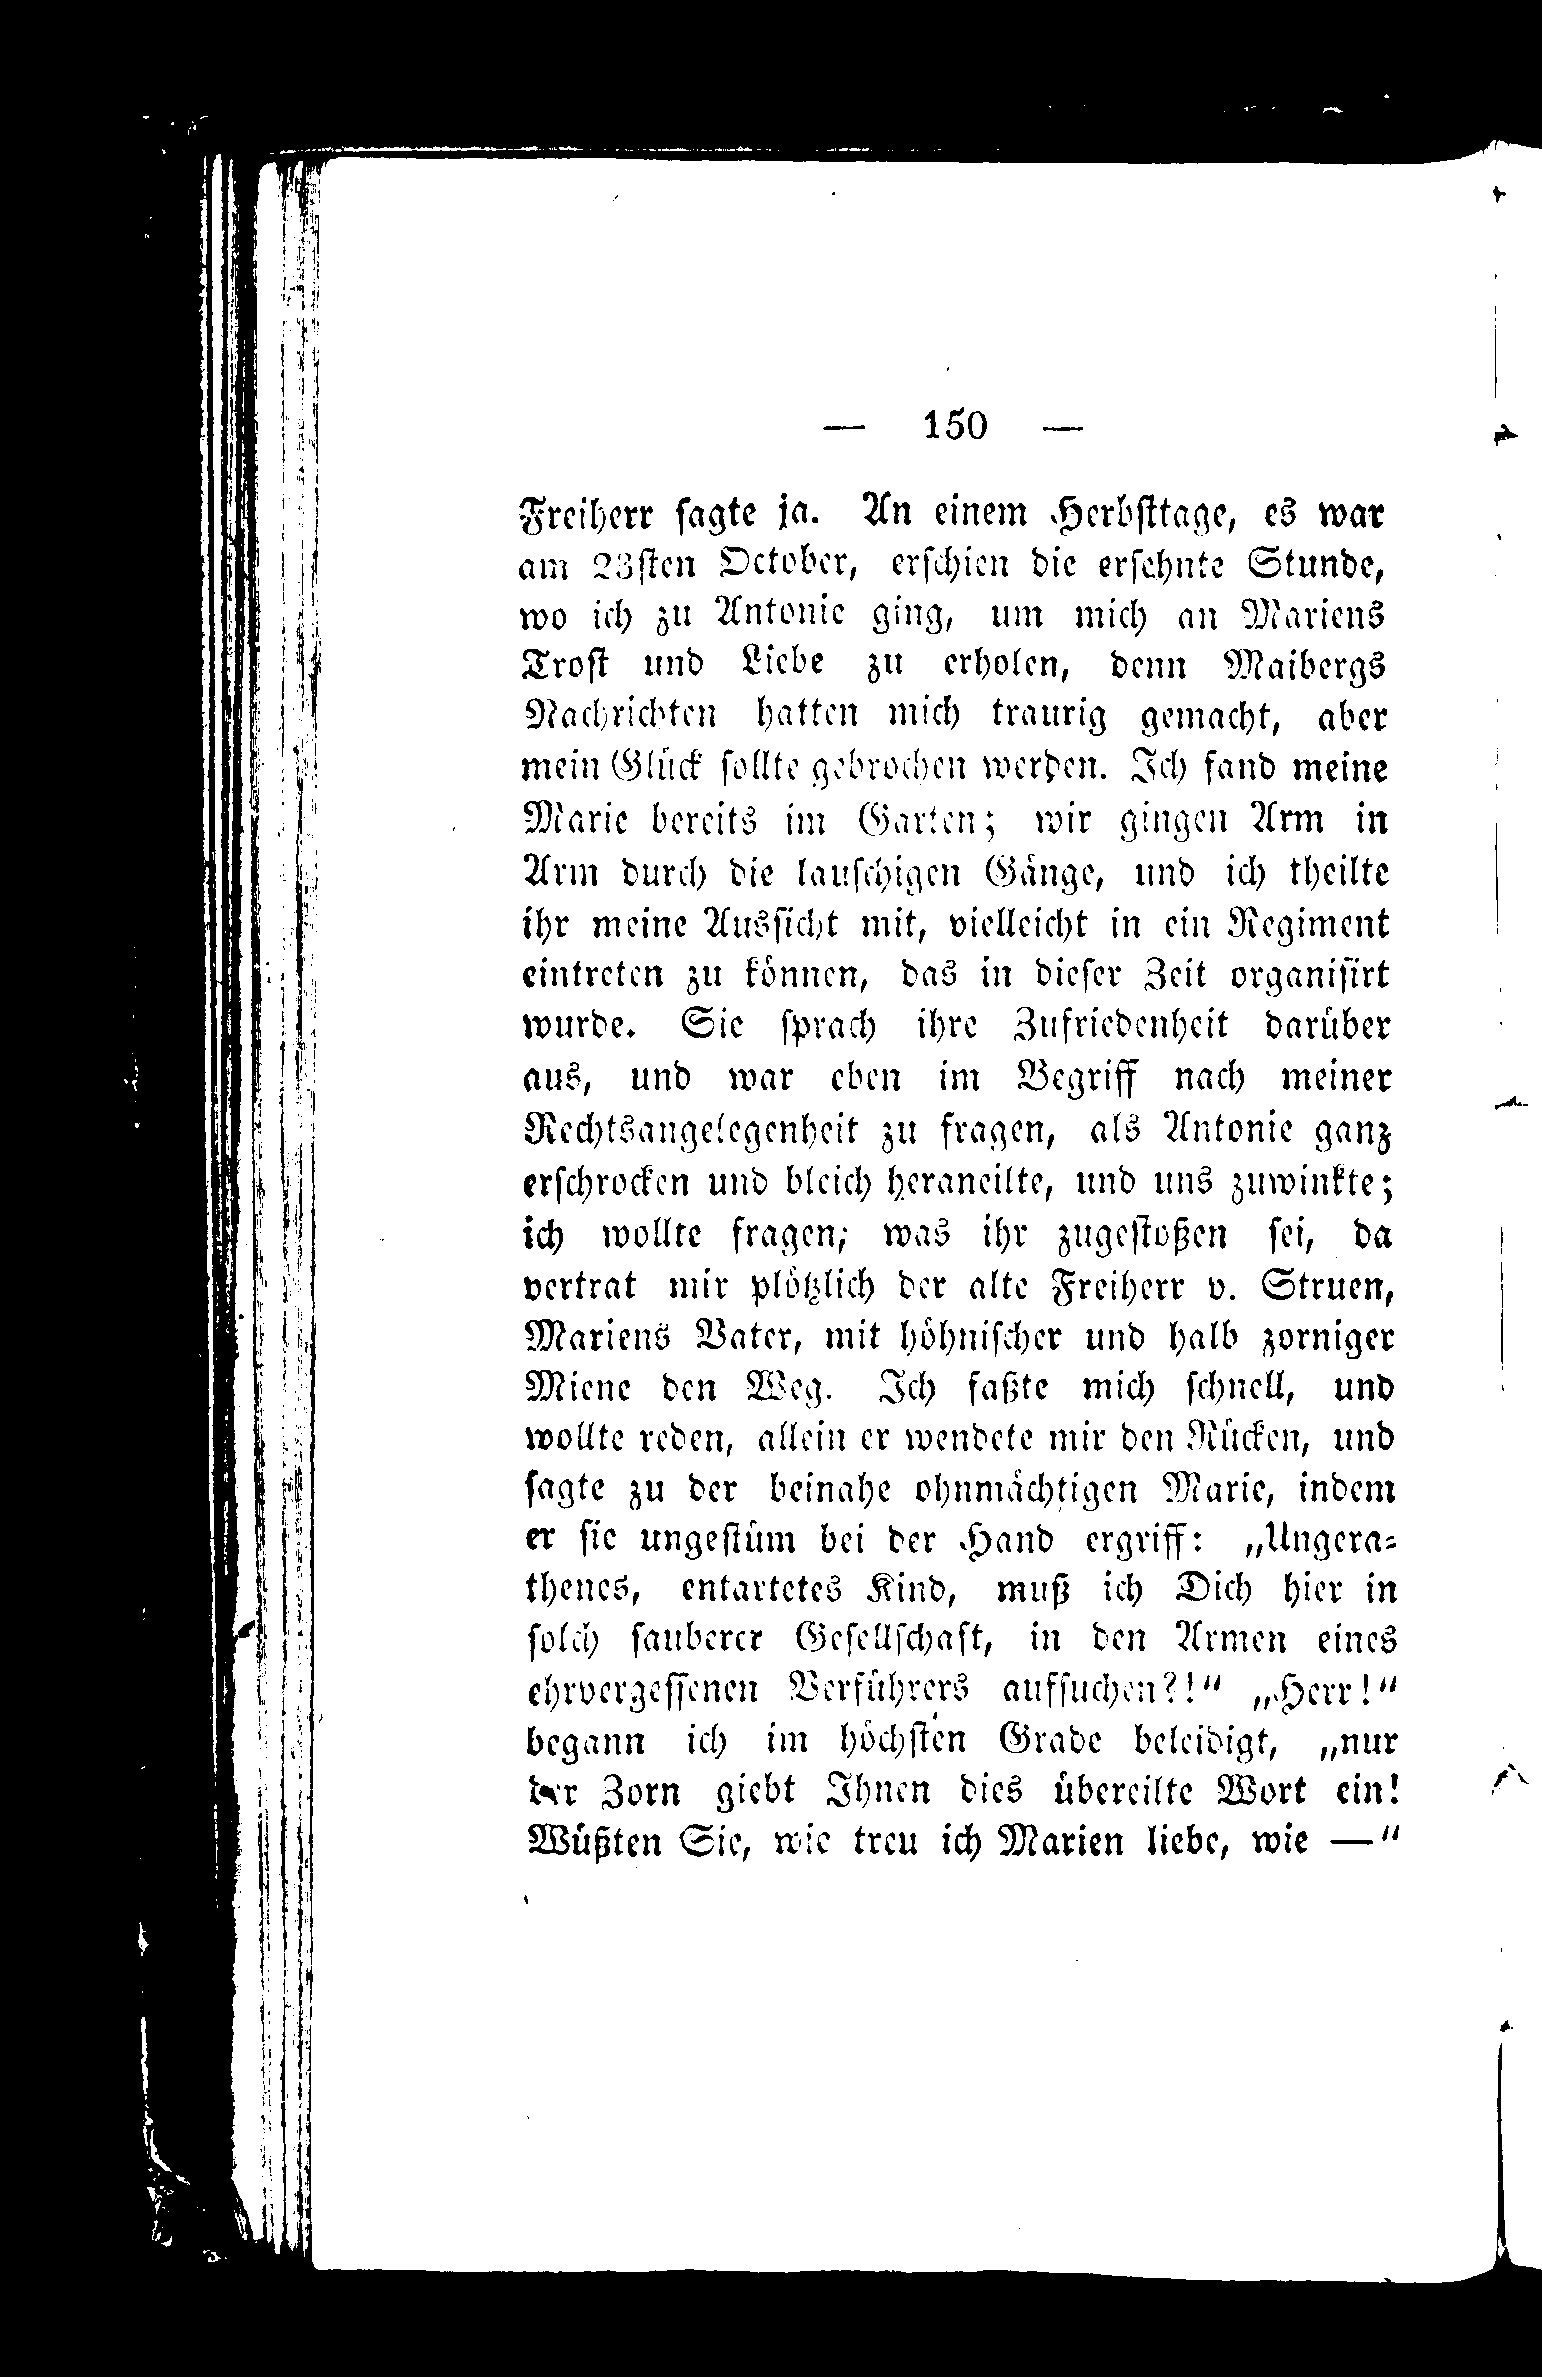 — 150 —
Freiherr sagte ja. An einem Herbsttage, es war
am 23sten October, erschien die ersehnte Stunde,
wo ich zu Antonie ging, um mich an Mariens
Trost und Liebe zu erholen, denn Maibergs
Nachrichten hatten mich traurig gemacht, aber
mein Glück sollte gebrochen werden. Ich fand meine
Marie bereits im Garten; wir gingen Arm in
Arm durch die lauschigen Gänge, und ich theilte
ihr meine Aussicht mit, vielleicht in ein Regiment
eintreten zu können, das in dieser Zeit organisirt
wurde. Sie sprach ihre Zufriedenheit darüber
aus, und war eben im Begriff nach meiner
Rechtsangelegenheit zu fragen, als Antonie ganz
erschrocken und bleich heraneilte, und uns zuwinkte;
ich wollte fragen; was ihr zugestoßen sei, da
vertrat mir plötzlich der alte Freiherr v. Struen,
Mariens Vater, mit höhnischer und halb zorniger
Miene den Weg. Ich faßte mich schnell, und
wollte reden, allein er wendete mir den Rücken, und
sagte zu der beinahe ohnmächtigen Marie, indem
er sie ungestüm bei der Hand ergriff: „Ungera-
thenes, entartetes Kind, muß ich Dich hier in
solch sauberer Gesellschaft, in den Armen eines
ehrvergessenen Verführers aufsuchen?!“ „Herr!“
begann ich im höchsten Grade beleidigt, „nur
der Zorn giebt Ihnen dies übereilte Wort ein!
Wüßten Sie, wie treu ich Marien liebe, wie —“